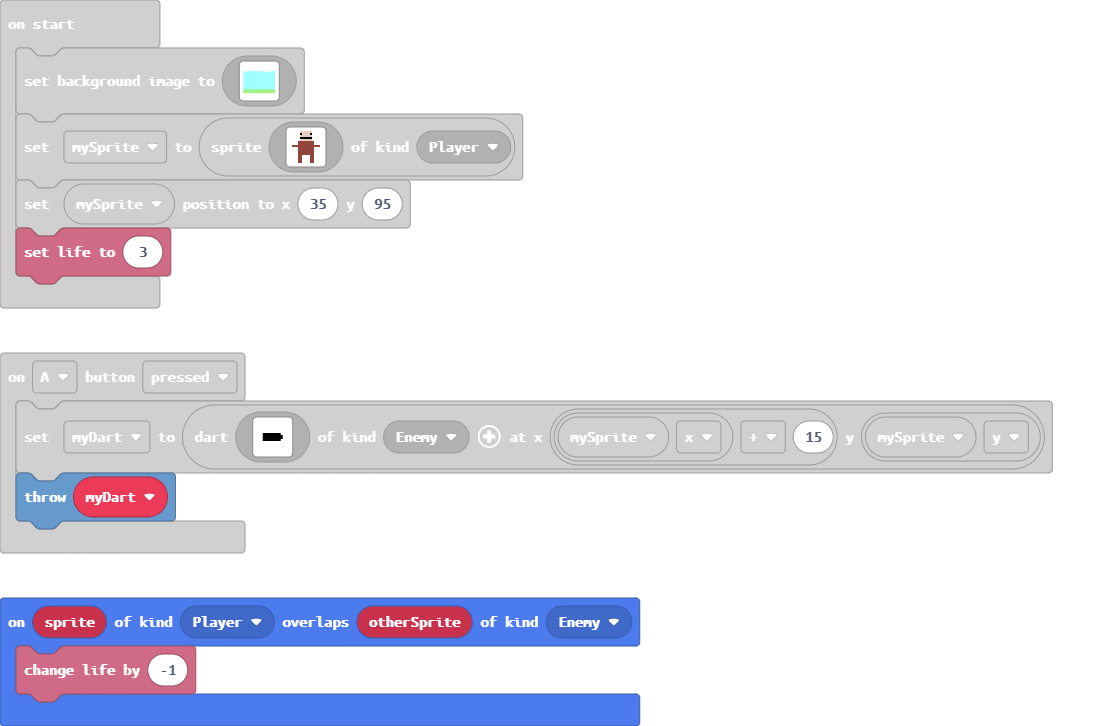 on start
set background image to
set mySprite to sprite of kind Player
set mySprite position to x 35 y 95
set life to 3
on A button pressed
set myDart to dart of kind Enemy at x mySprite x + 15 y mySprite y
throw myDart
on sprite of kind Player overlaps otherSprite of kind Enemy
change life by -1